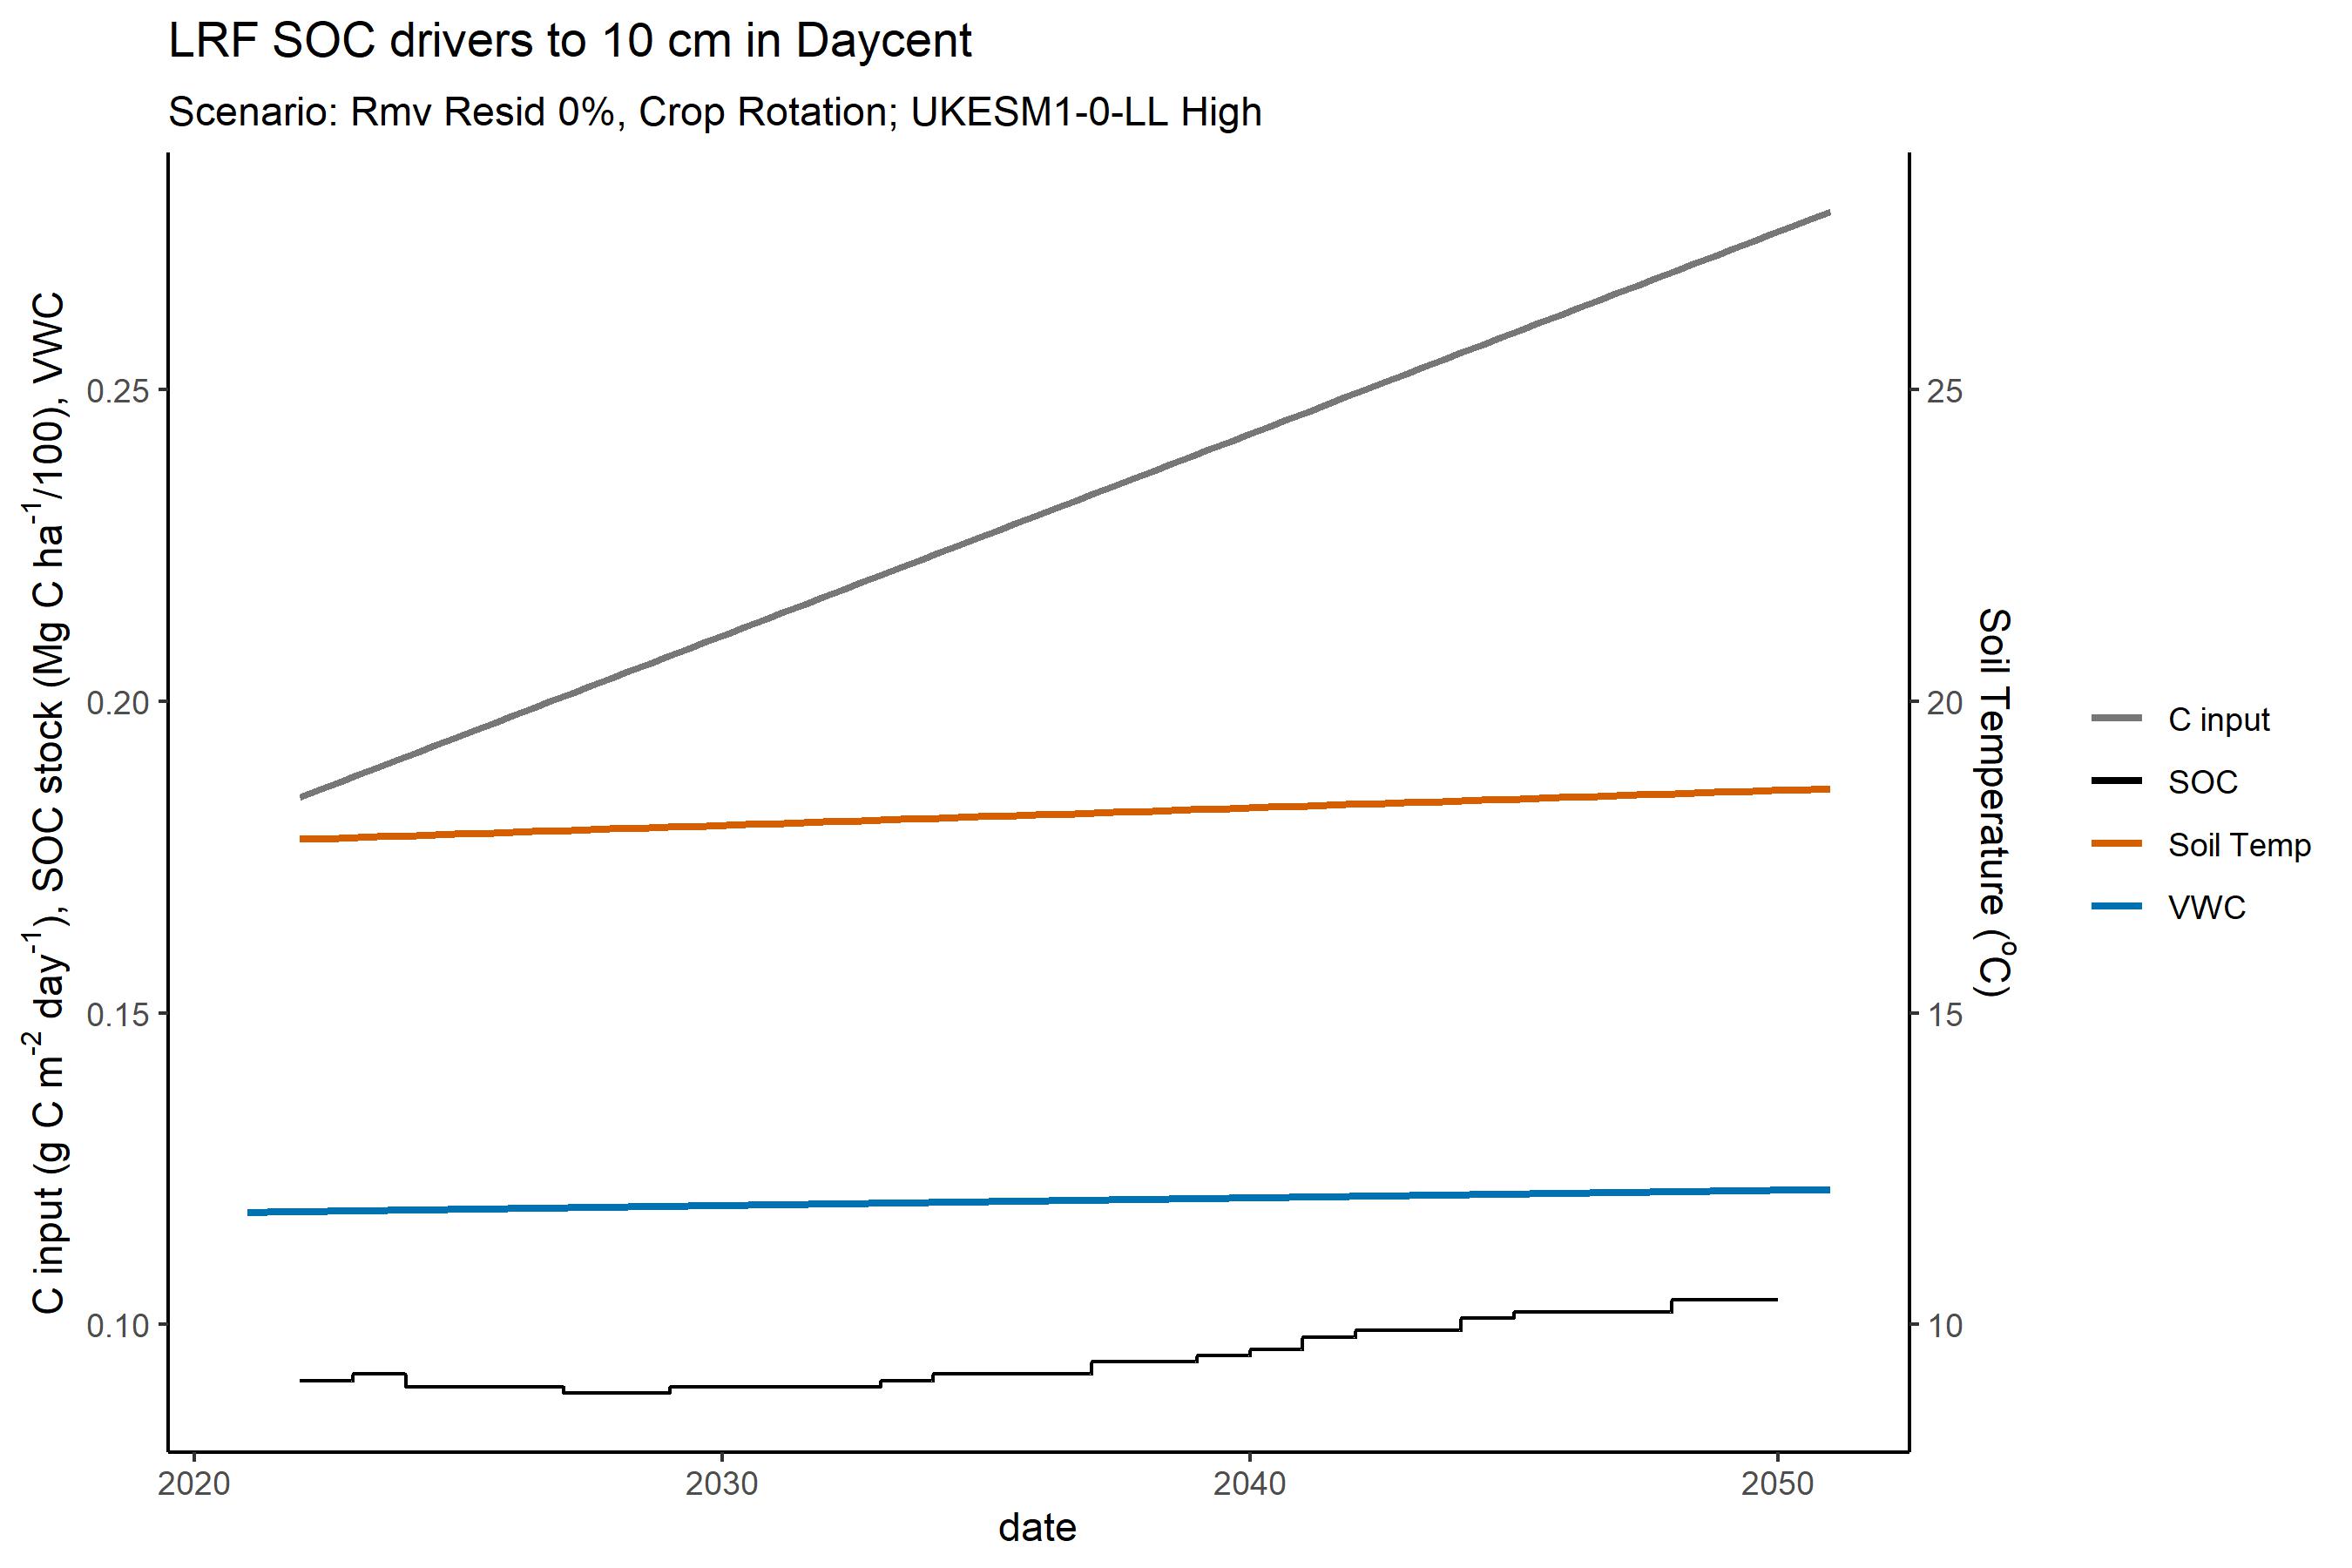 LRF SOC drivers to 10 cm in Daycent
Scenario: Rmv Resid 0%, Crop Rotation; UKESM1-0-LL High
C input (g C m⁻² day⁻¹), SOC stock (Mg C ha⁻¹/100), VWC
0.25
0.20
0.15
0.10
25
20
15
10
Soil Temperature (ᵒC)
C input
SOC
Soil Temp
VWC
2020
2030
2040
2050
date